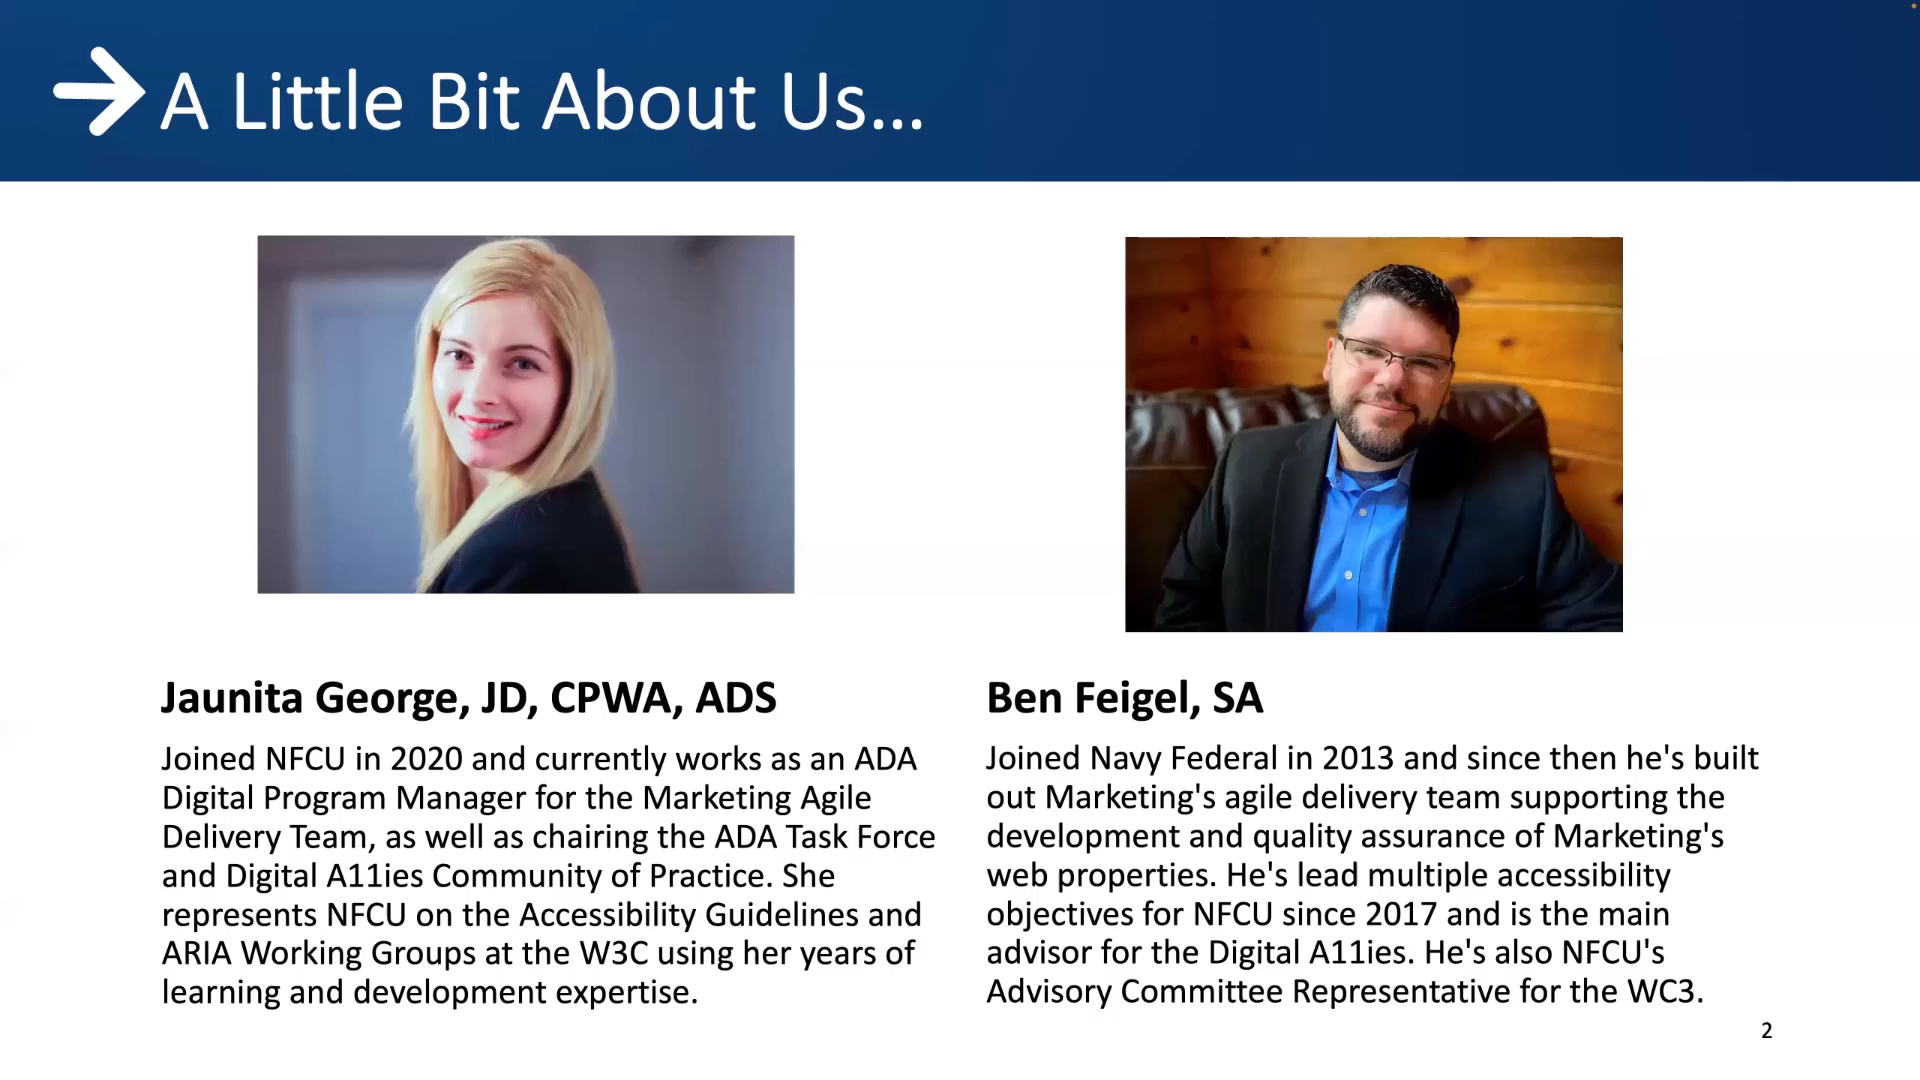 A Little Bit About Us...
Jaunita George, JD, CPWA, ADS
Joined NFCU in 2020 and currently works as an ADA
Digital Program Manager for the Marketing Agile
Delivery Team, as well as chairing the ADA Task Force
and Digital A11ies Community of Practice. She
represents NFCU on the Accessibility Guidelines and
ARIA Working Groups at the W3C using her years of
learning and development expertise.
Ben Feigel, SA
Joined Navy Federal in 2013 and since then he's built
out Marketing's agile delivery team supporting the
development and quality assurance of Marketing's
web properties. He's lead multiple accessibility
objectives for NFCU since 2017 and is the main
advisor for the Digital A11ies. He's also NFCU's
Advisory Committee Representative for the WC3.
2